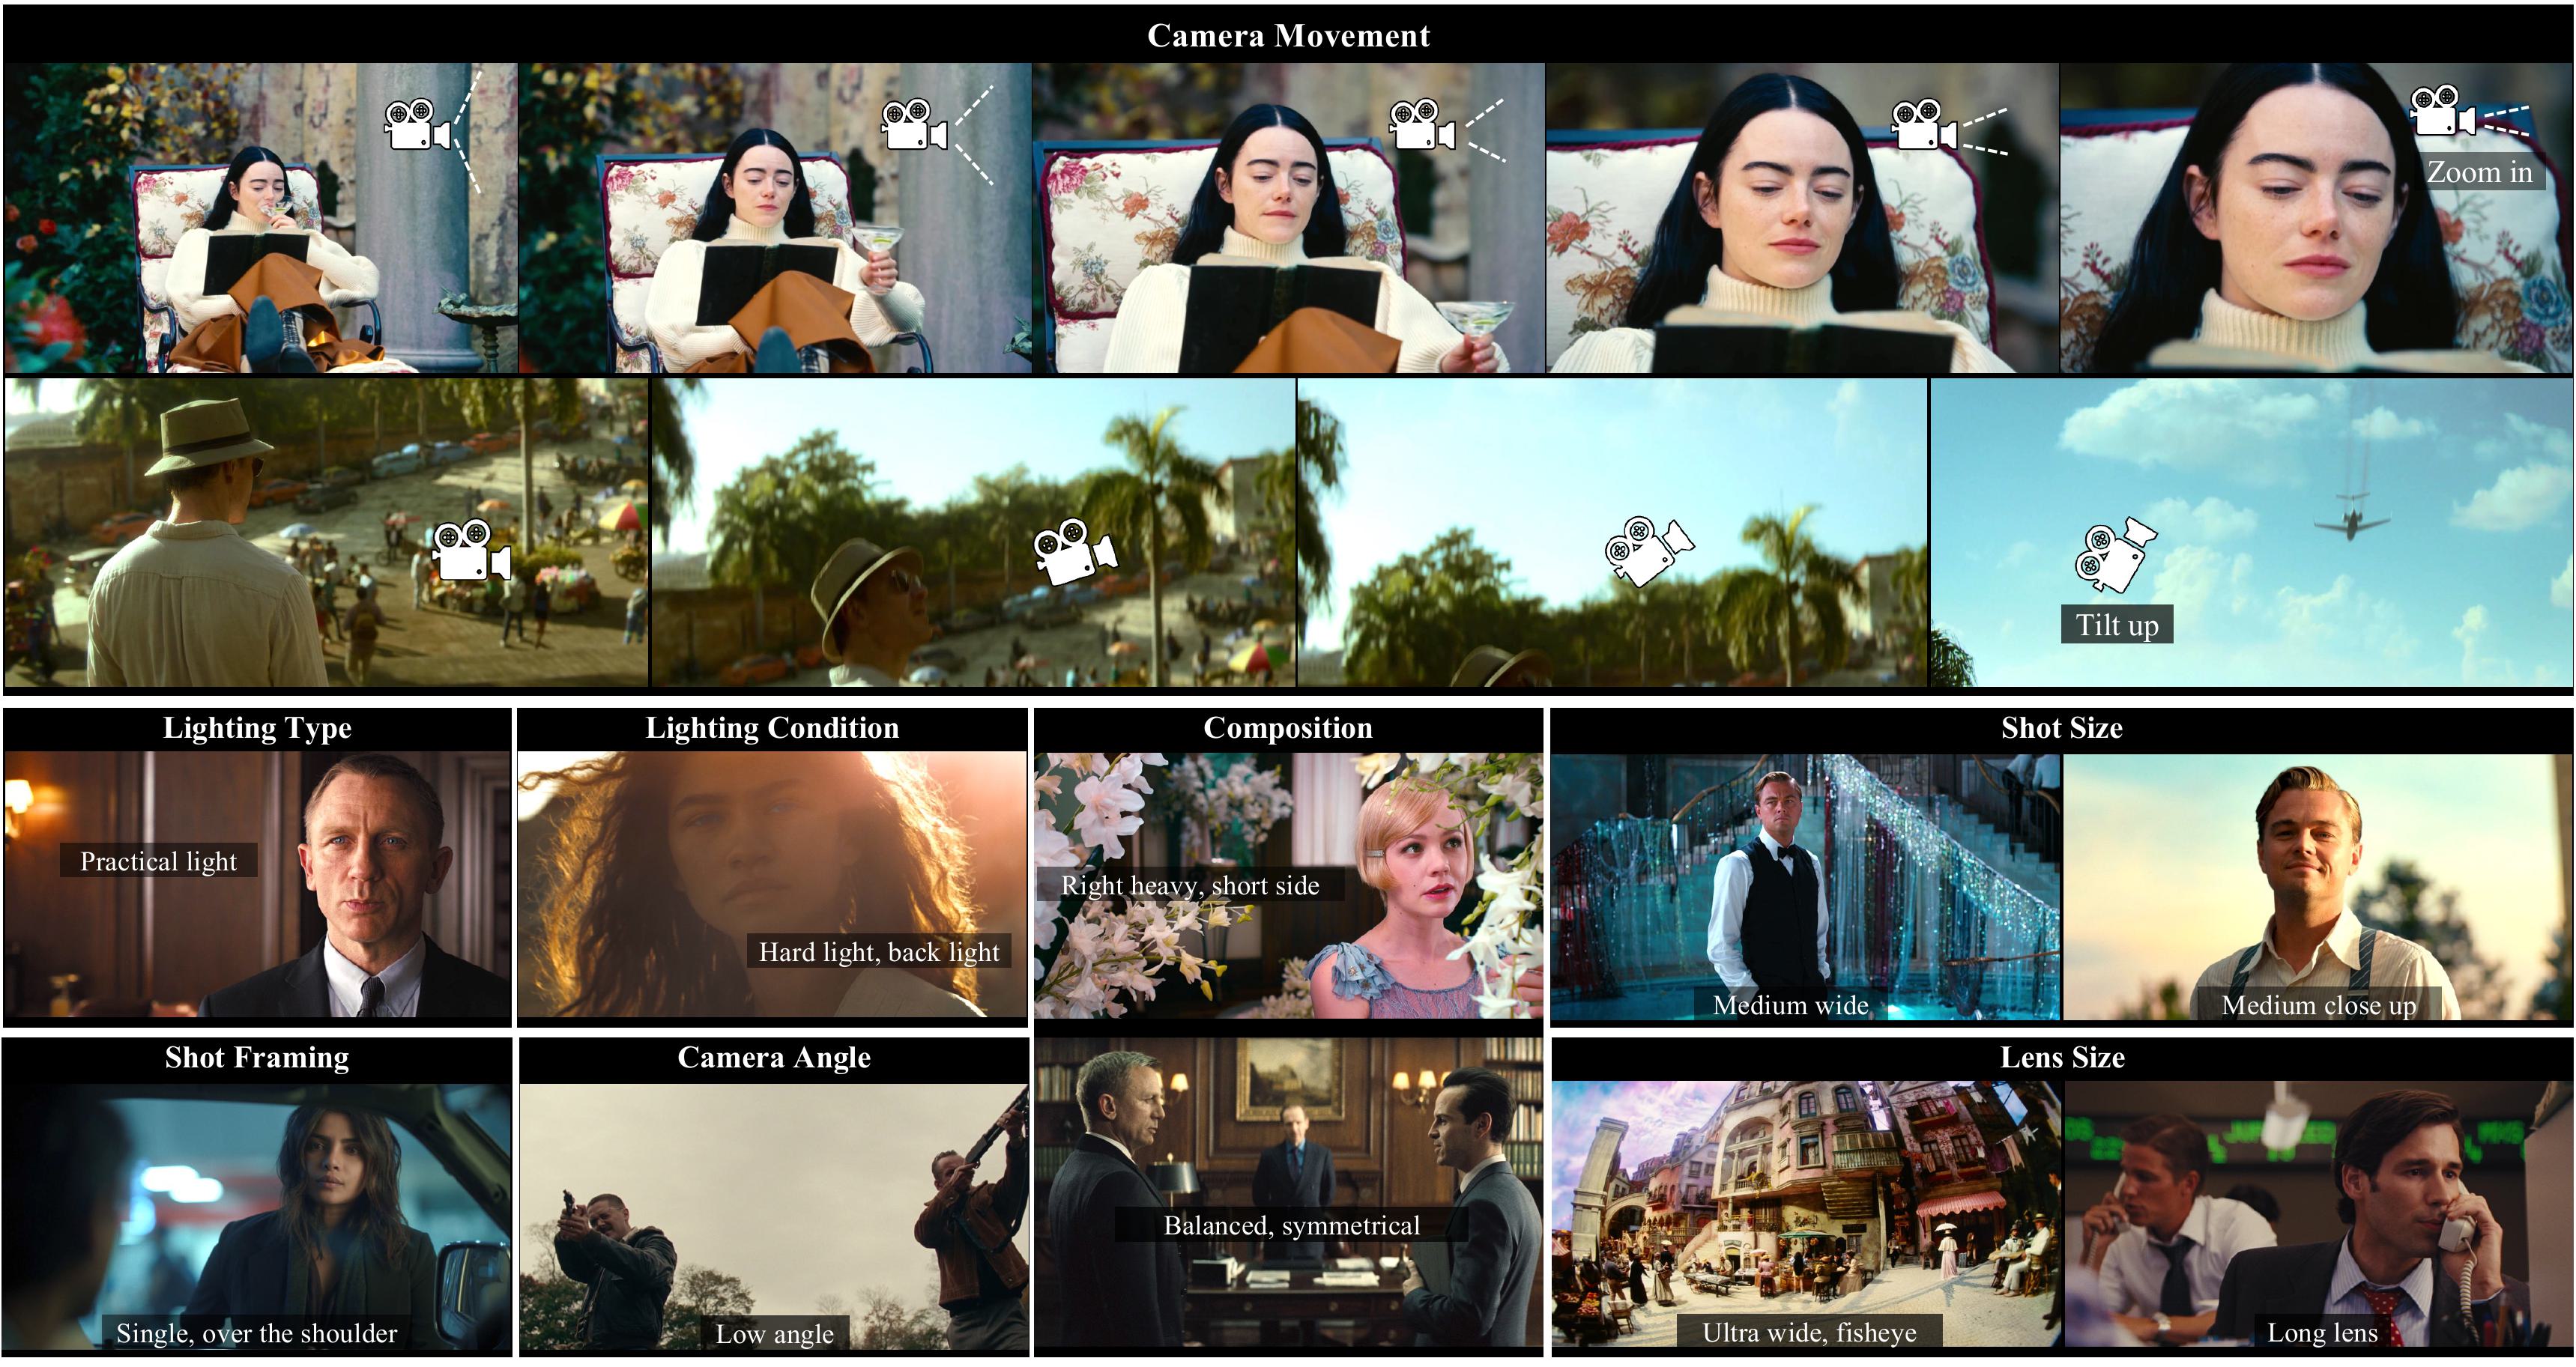 Camera Movement
Zoom in
Tilt up
Lighting Type
Practical light
Lighting Condition
Hard light, back light
Composition
Right heavy, short side
Balanced, symmetrical
Shot Size
Medium wide
Medium close up
Shot Framing
Single, over the shoulder
Camera Angle
Low angle
Lens Size
Ultra wide, fisheye
Long lens